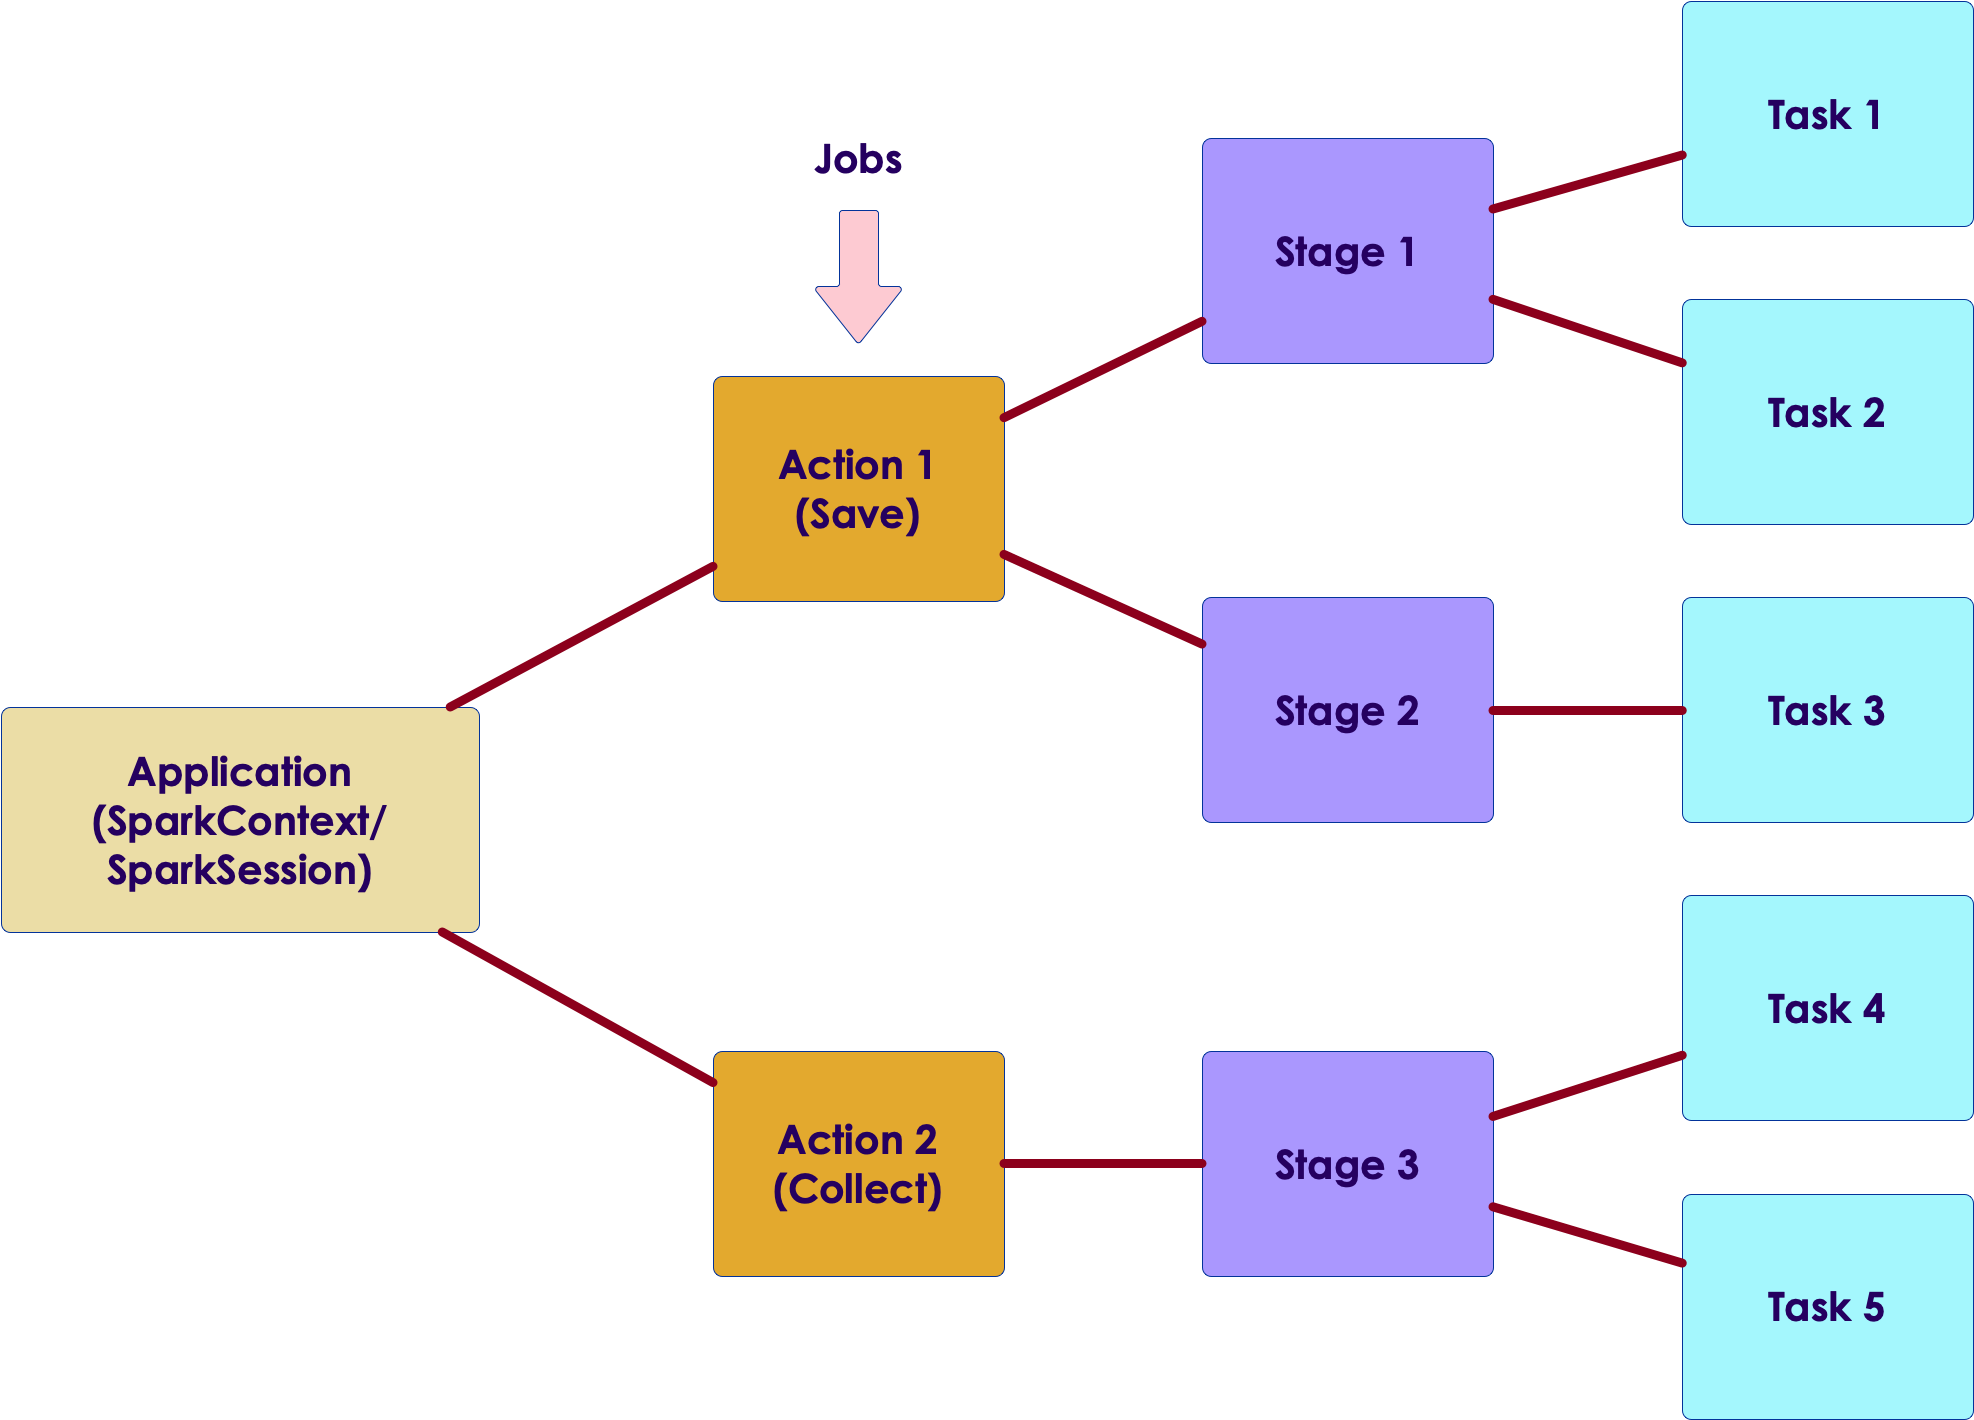 Jobs
Application
(SparkContext/
SparkSession)
Action 1
(Save)
Action 2
(Collect)
Stage 1
Stage 2
Stage 3
Task 1
Task 2
Task 3
Task 4
Task 5